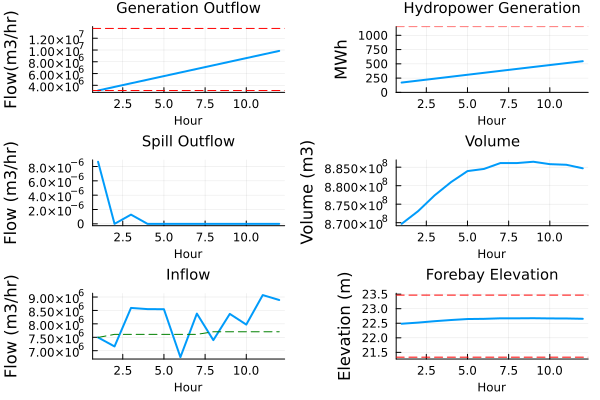 Generation Outflow
Flow(m3/hr)
1.20×10⁷
1.00×10⁷
8.00×10⁶
6.00×10⁶
4.00×10⁶
2.5 5.0 7.5 10.0
Hour
Hydropower Generation
MWh
1000
750
500
250
0
2.5 5.0 7.5 10.0
Hour
Spill Outflow
Flow (m3/hr)
8.0×10⁻⁶
6.0×10⁻⁶
4.0×10⁻⁶
2.0×10⁻⁶
0
2.5 5.0 7.5 10.0
Hour
Volume
Volume (m3)
8.850×10⁸
8.800×10⁸
8.750×10⁸
8.700×10⁸
2.5 5.0 7.5 10.0
Hour
Inflow
Flow (m3/hr)
9.00×10⁶
8.50×10⁶
8.00×10⁶
7.50×10⁶
7.00×10⁶
2.5 5.0 7.5 10.0
Hour
Forebay Elevation
Elevation (m)
23.5
23.0
22.5
22.0
21.5
2.5 5.0 7.5 10.0
Hour